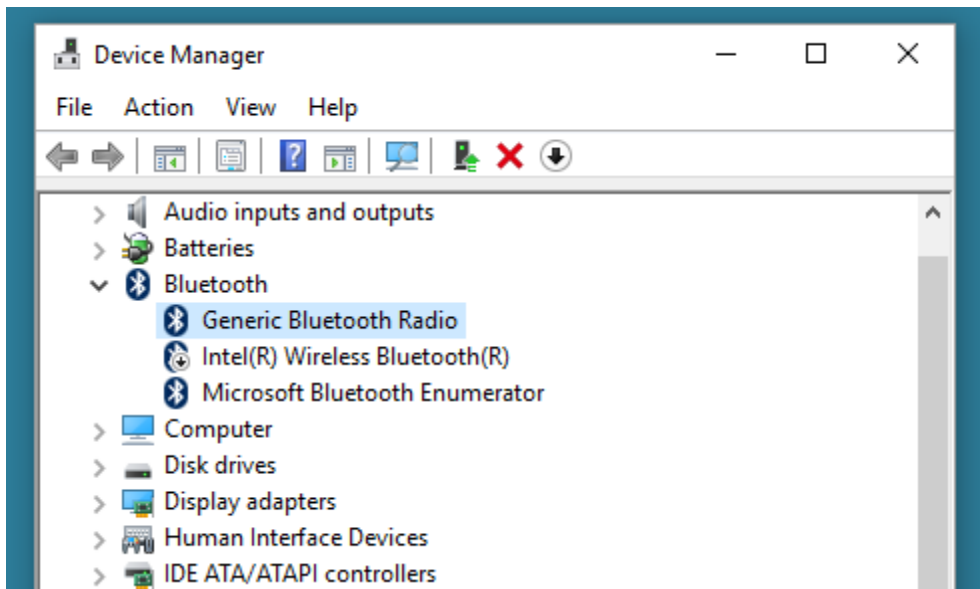 Device Manager
File Action View Help
Audio inputs and outputs
Batteries
Bluetooth
Generic Bluetooth Radio
Intel(R) Wireless Bluetooth(R)
Microsoft Bluetooth Enumerator
Computer
Disk drives
Display adapters
Human Interface Devices
IDE ATA/ATAPI controllers